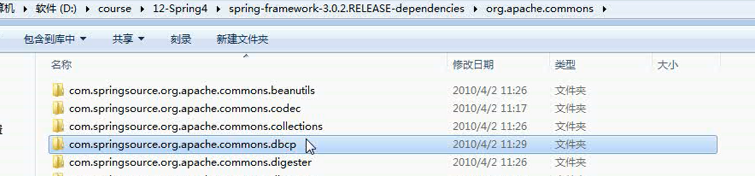 算机 ▸ 软件 (D:) ▸ course ▸ 12-Spring4 ▸ spring-framework-3.0.2.RELEASE-dependencies ▸ org.apache.commons ▸
包含到库中 共享 刻录 新建文件夹
名称 修改日期 类型 大小
com.springsource.org.apache.commons.beanutils 2010/4/2 11:26 文件夹
com.springsource.org.apache.commons.codec 2010/4/2 11:17 文件夹
com.springsource.org.apache.commons.collections 2010/4/2 11:26 文件夹
com.springsource.org.apache.commons.dbcp 2010/4/2 11:29 文件夹
com.springsource.org.apache.commons.digester 2010/4/2 11:26 文件夹